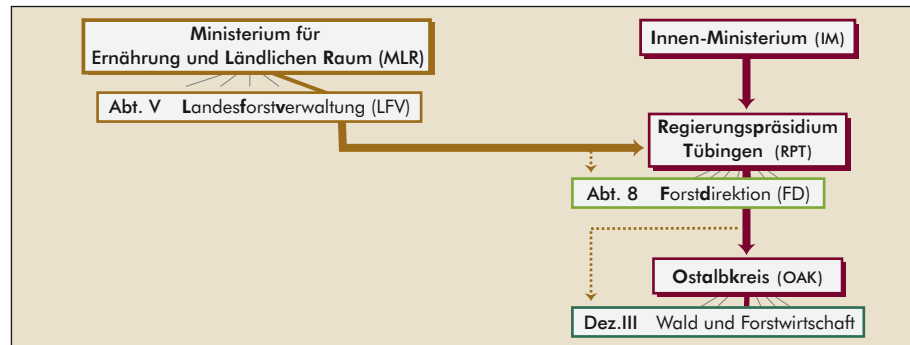 Ministerium für
Ernährung und Ländlichen Raum (MLR)
Abt. V Landesforstverwaltung (LFV)
Innen-Ministerium (IM)
Regierungspräsidium
Tübingen (RPT)
Abt. 8 Forstdirektion (FD)
Ostalbkreis (OAK)
Dez.III Wald und Forstwirtschaft